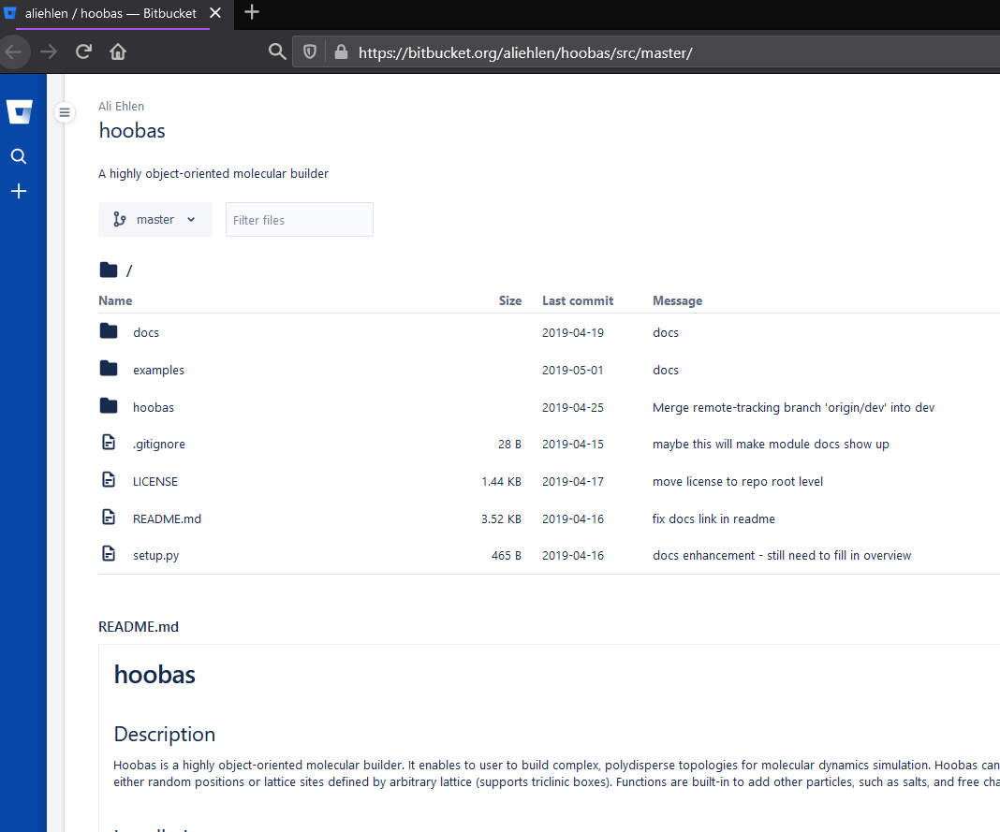 aliehlen / hoobas — Bitbucket
https://bitbucket.org/aliehlen/hoobas/src/master/
Ali Ehlen
hoobas
A highly object-oriented molecular builder
master
Filter files
/
Name Size Last commit Message
docs 2019-04-19 docs
examples 2019-05-01 docs
hoobas 2019-04-25 Merge remote-tracking branch 'origin/dev' into dev
.gitignore 28 B 2019-04-15 maybe this will make module docs show up
LICENSE 1.44 KB 2019-04-17 move license to repo root level
README.md 3.52 KB 2019-04-16 fix docs link in readme
setup.py 465 B 2019-04-16 docs enhancement - still need to fill in overview
README.md
hoobas
Description
Hoobas is a highly object-oriented molecular builder. It enables to user to build complex, polydisperse topologies for molecular dynamics simulation. Hoobas can
either random positions or lattice sites defined by arbitrary lattice (supports triclinic boxes). Functions are built-in to add other particles, such as salts, and free cha